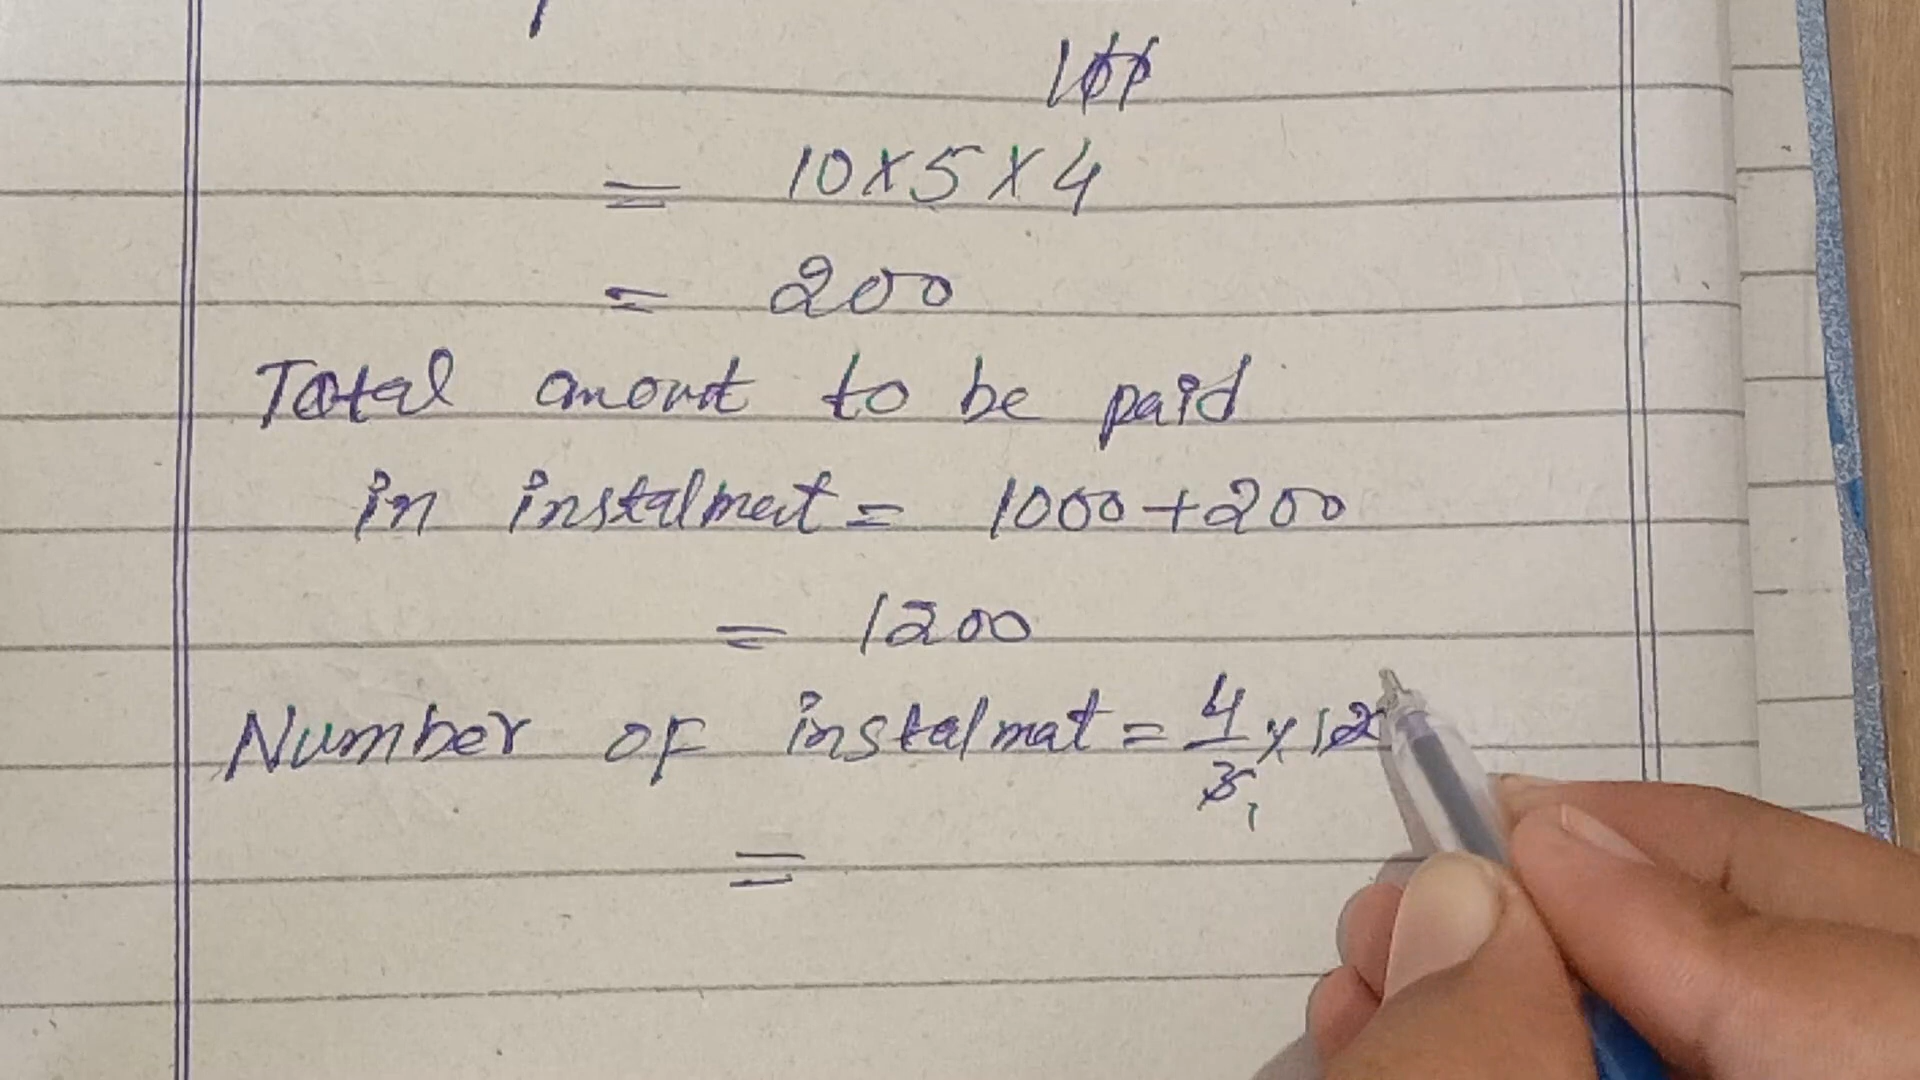 100
= 10 x 5 x 4
= 200
Total amount to be paid
in instalment = 1000 + 200
= 1200
Number of instalment = 4/3 x 12
1
=